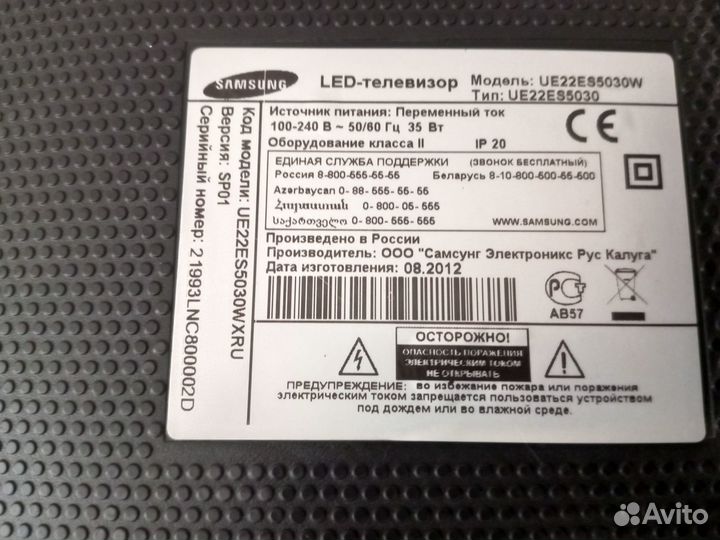 SAMSUNG
LED-телевизор
Модель: UE22ES5030W
Тип: UE22ES5030
Источник питания: Переменный ток
100-240 В ~ 50/60 Гц 35 Вт
Оборудование класса II IP 20
ЕДИНАЯ СЛУЖБА ПОДДЕРЖКИ (ЗВОНОК БЕСПЛАТНЫЙ)
Россия 8-800-555-55-55 Беларусь 8-10-800-500-55-500
Azərbaycan 0-88-555-55-55
Հայաստան 0-800-05-555
საქართველო 0-800-555-555
WWW.SAMSUNG.COM
Произведено в России
Производитель: ООО "Самсунг Электроникс Рус Калуга"
Дата изготовления: 08.2012
CE
РСТ
АВ57
ОСТОРОЖНО!
ОПАСНОСТЬ ПОРАЖЕНИЯ
ЭЛЕКТРИЧЕСКИМ ТОКОМ
НЕ ОТКРЫВАТЬ
ПРЕДУПРЕЖДЕНИЕ: во избежание пожара или поражения
электрическим током запрещается пользоваться устройством
под дождем или во влажной среде.
Код модели: UE22ES5030WXRU
Версия: SP01
Серийный номер: 21993LNC800002D
Avito